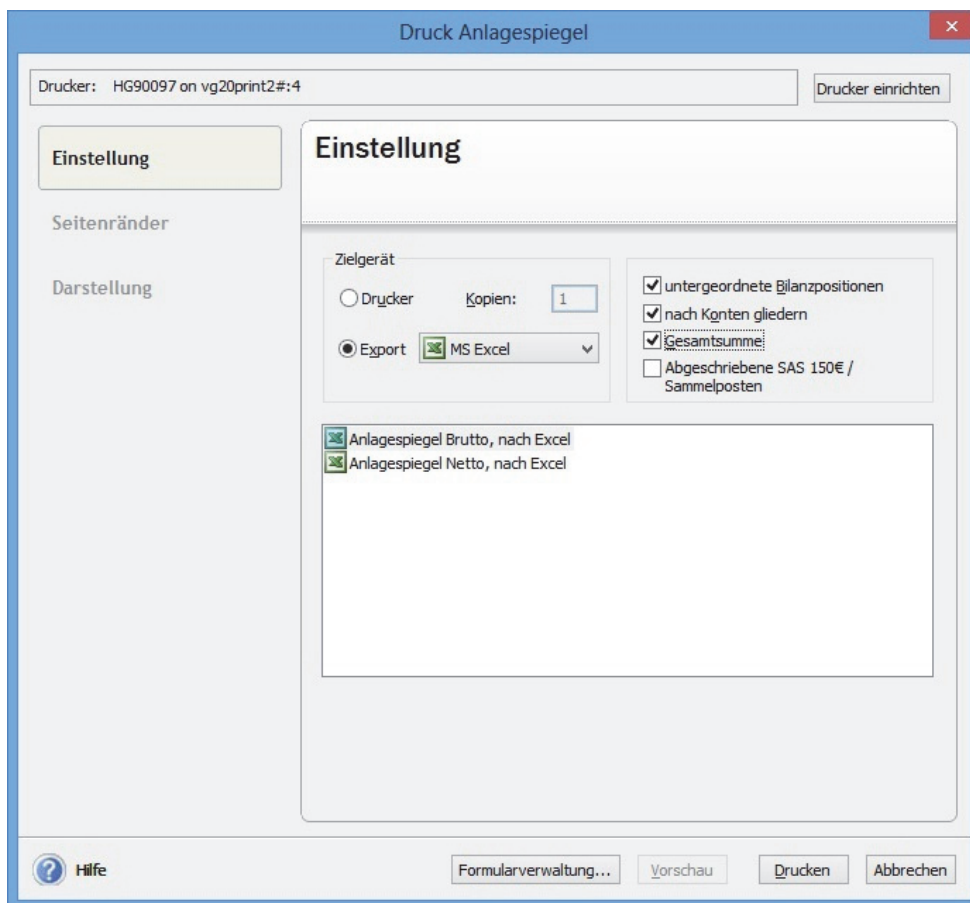 Druck Anlagespiegel
Drucker: HG90097 on vg20print2#:4
Drucker einrichten
Einstellung
Seitenränder
Darstellung
Einstellung
Zielgerät
Drucker Kopien: 1
Export MS Excel
untergeordnete Bilanzpositionen
nach Konten gliedern
Gesamtsumme
Abgeschriebene SAS 150€ /
Sammelposten
Anlagespiegel Brutto, nach Excel
Anlagespiegel Netto, nach Excel
Hilfe
Formularverwaltung...
Vorschau
Drucken
Abbrechen